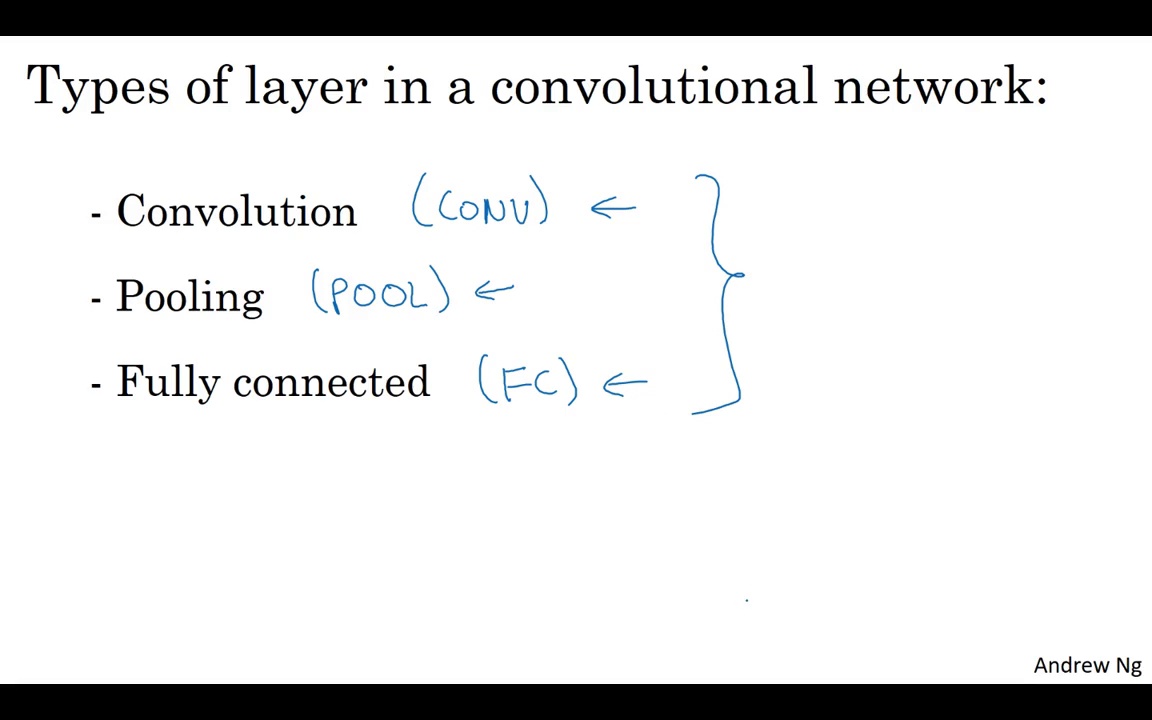 Types of layer in a convolutional network:
- Convolution (CONV) ←
- Pooling (POOL) ←
- Fully connected (FC) ←
Andrew Ng